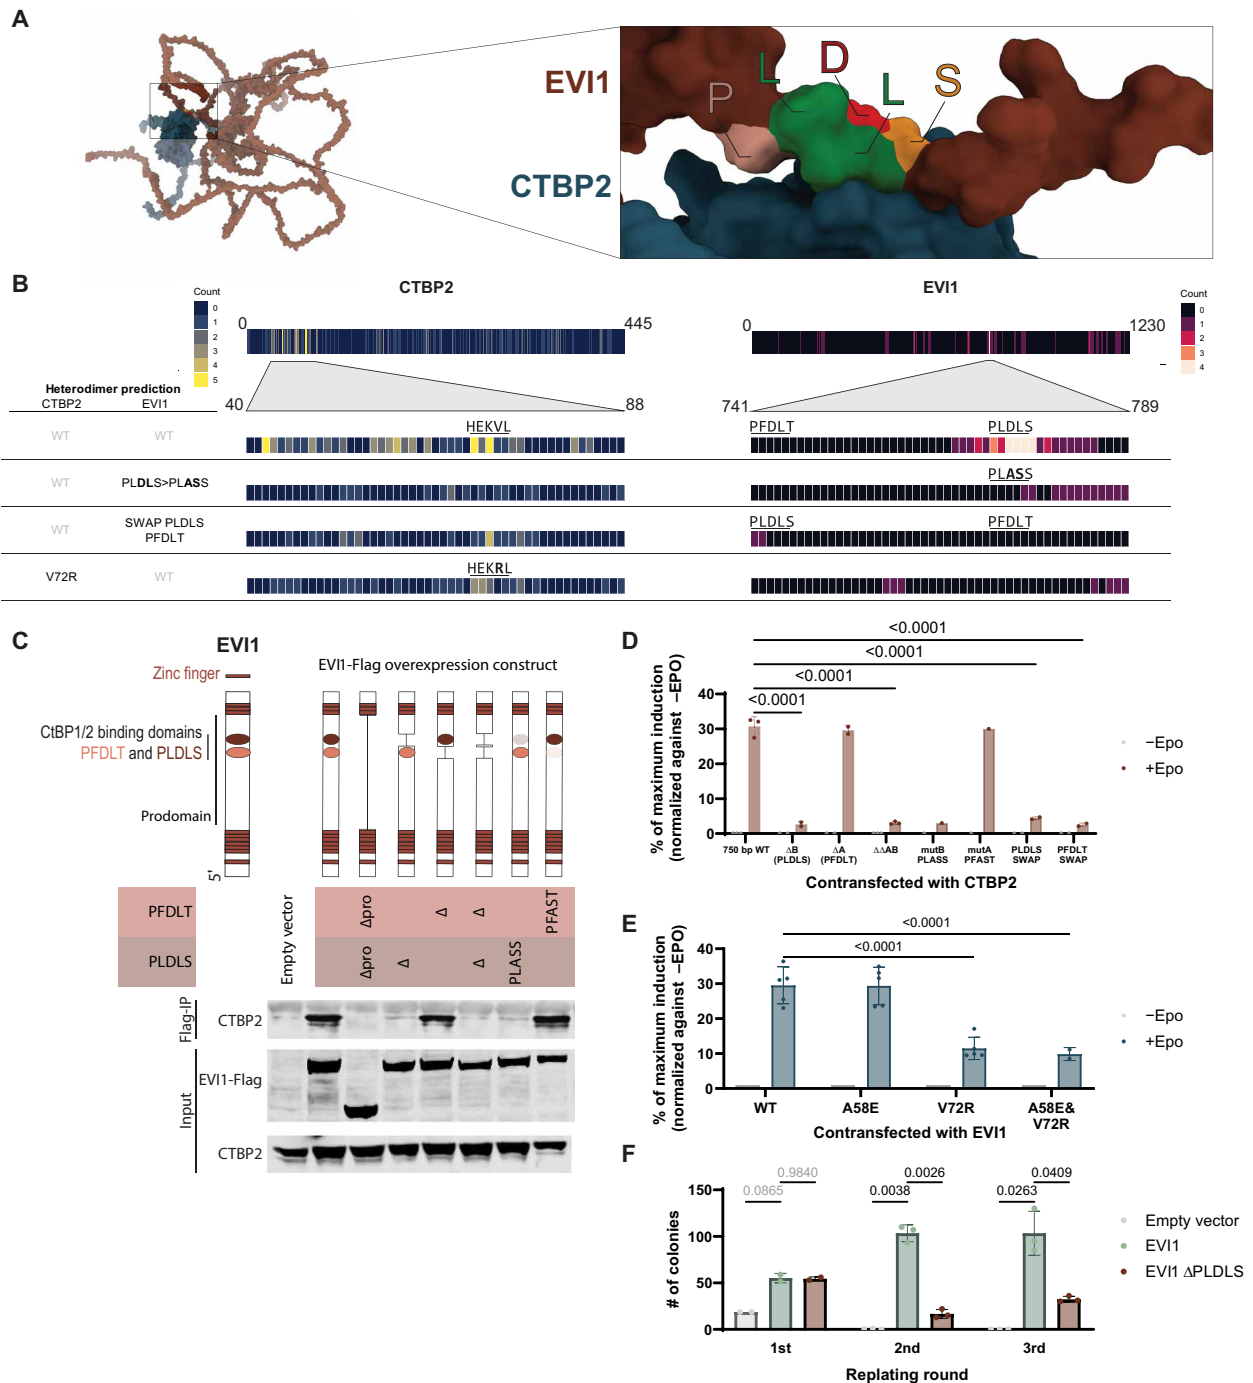 A
EVI1
CTBP2
P
L
D
L
S
B
CTBP2
EVI1
Count
0
1
2
3
4
5
0
445
0
1230
Count
0
1
2
3
4
Heterodimer prediction
CTBP2 EVI1
40
88
741
789
WT WT
HEKVL
PFDLT
PLDLS
WT PLDLS>PLASS
PLASS
WT SWAP PLDLS
PFDLT
PLDLS
PFDLT
V72R WT
HEKRL
C
EVI1
Zinc finger
EVI1-Flag overexpression construct
CtBP1/2 binding domains
PFDLT and PLDLS
Prodomain
5'
PFDLT
PLDLS
Empty vector
Δpro
Δ
Δ
PFAST
Δpro
Δ
Δ
PLASS
Flag-IP
CTBP2
Input
EVI1-Flag
CTBP2
D
<0.0001
<0.0001
<0.0001
<0.0001
% of maximum induction
(normalized against –EPO)
40
30
20
10
0
750 bp WT
ΔB
(PLDLS)
ΔA
(PFDLT)
ΔΔAB
mutB
PLASS
mutA
PFAST
PLDLS
SWAP
PFDLT
SWAP
Contransfected with CTBP2
−Epo
+Epo
E
<0.0001
<0.0001
% of maximum induction
(normalized against –EPO)
40
30
20
10
0
WT
A58E
V72R
A58E&
V72R
Contransfected with EVI1
−Epo
+Epo
F
0.0865
0.9840
0.0038
0.0026
0.0263
0.0409
# of colonies
150
100
50
0
1st
2nd
3rd
Replating round
Empty vector
EVI1
EVI1 ΔPLDLS